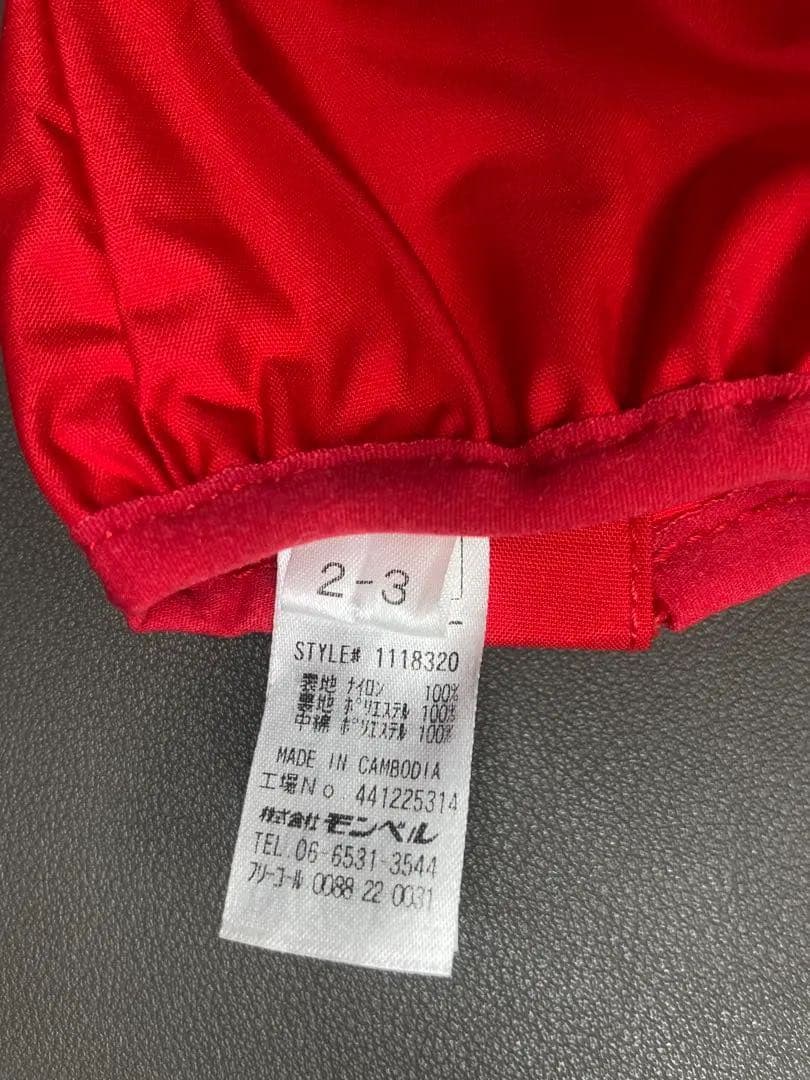 2-3
STYLE# 1118320
表地 ナイロン 100%
裏地 ポリエステル 100%
中綿 ポリエステル 100%
MADE IN CAMBODIA
工場No. 441225314
株式会社 モンベル
TEL.06-6531-3544
フリーコール 0088 22 0031